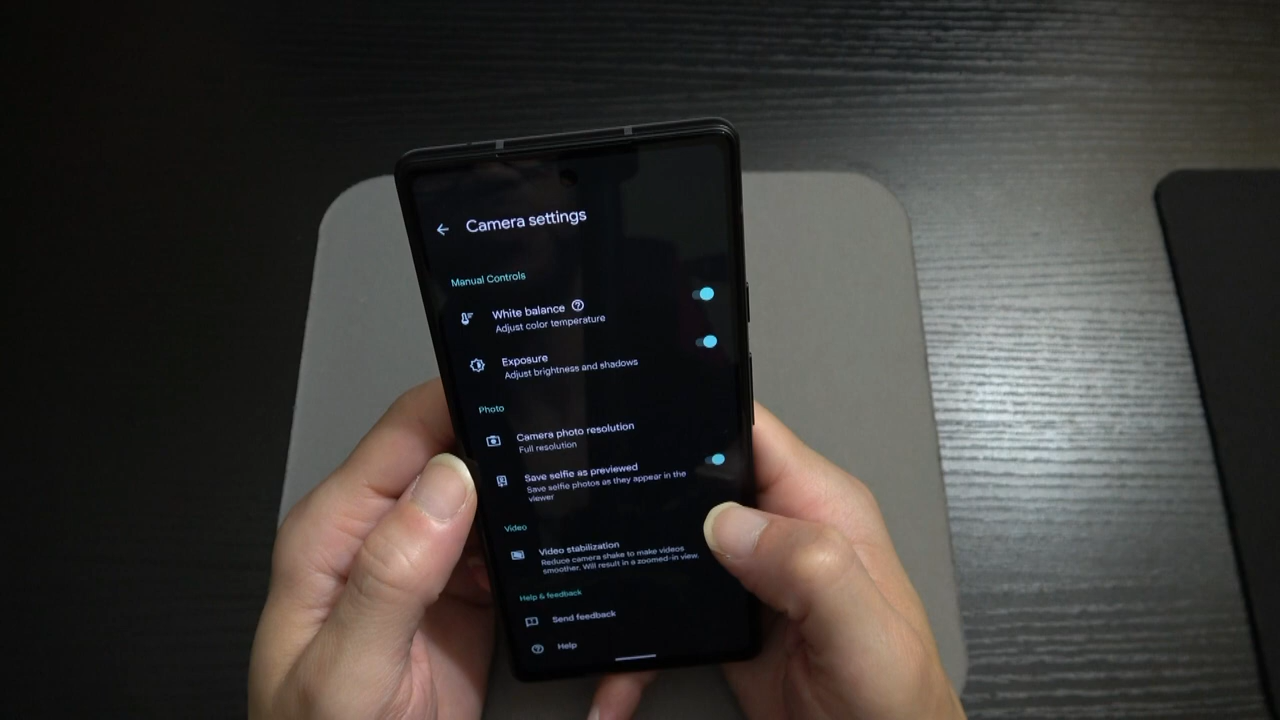 Camera settings
Manual Controls
White balance
Adjust color temperature
Exposure
Adjust brightness and shadows
Photo
Camera photo resolution
Full resolution
Save selfie as previewed
Save selfie photos as they appear in the
viewer
Video
Video stabilization
Reduce camera shake to make videos
smoother. Will result in a zoomed-in view.
Help & feedback
Send feedback
Help